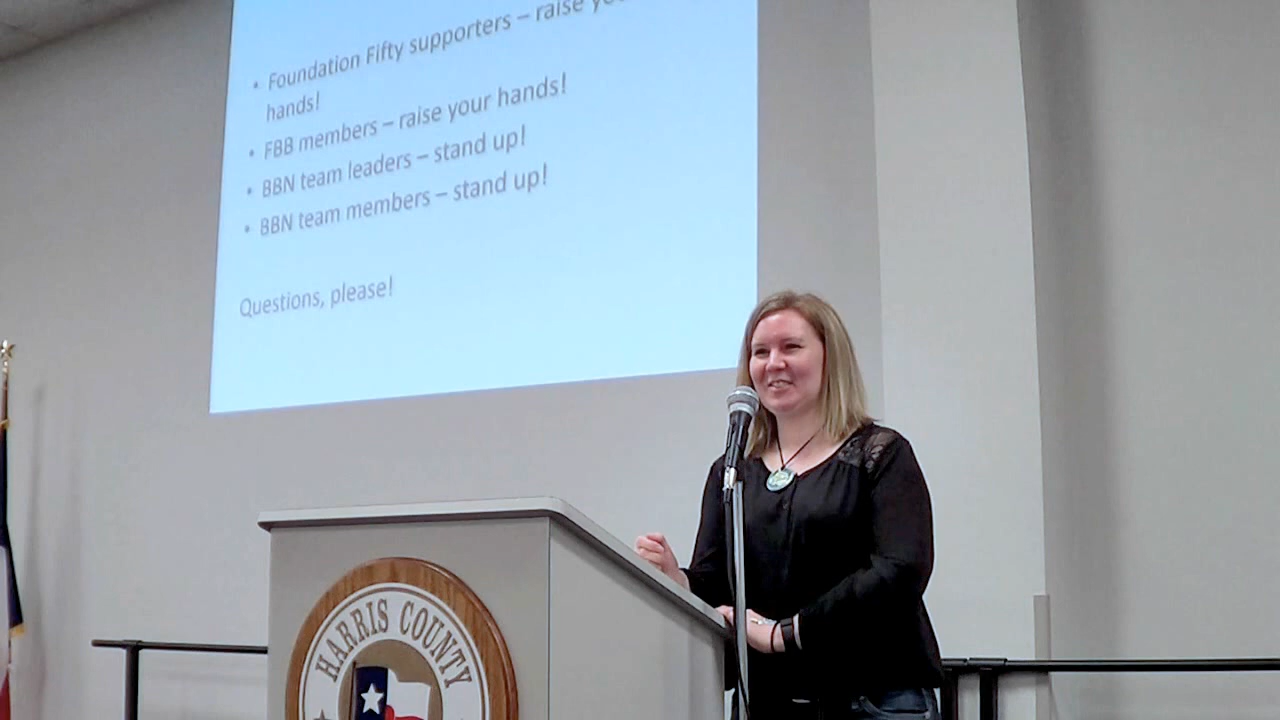 • Foundation Fifty supporters – raise
hands!
• FBB members – raise your hands!
• BBN team leaders – stand up!
• BBN team members – stand up!
Questions, please!
HARRIS COUNTY